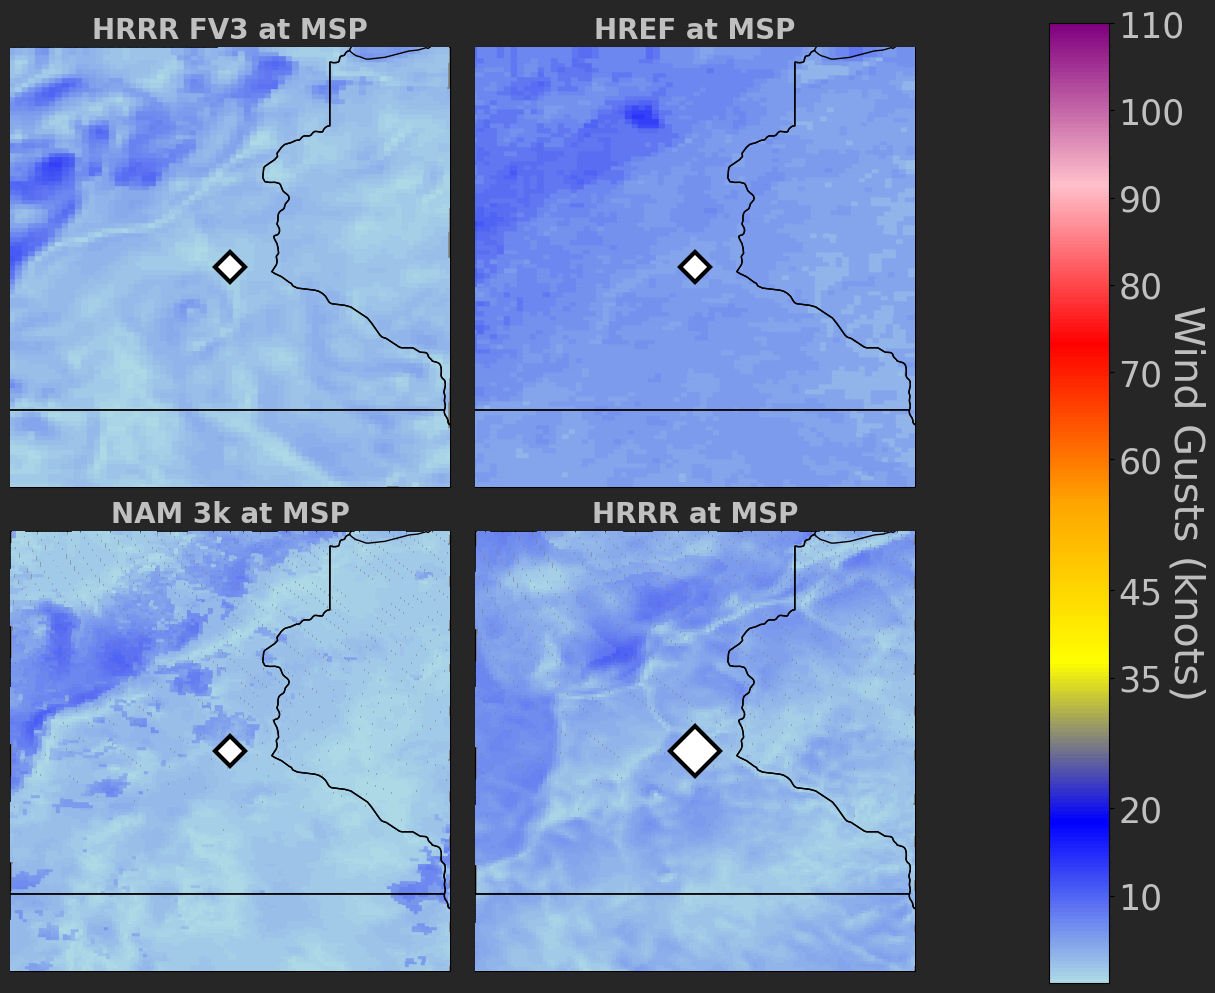 HRRR FV3 at MSP
HREF at MSP
NAM 3k at MSP
HRRR at MSP
110
100
90
80
70
60
45
35
20
10
Wind Gusts (knots)